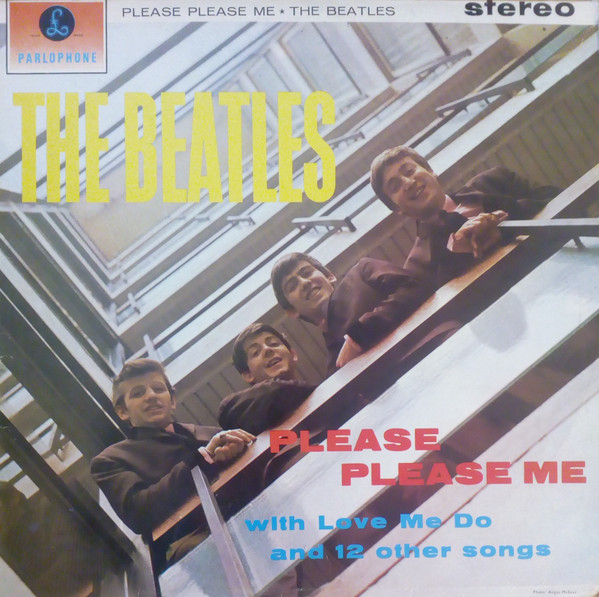 PLEASE PLEASE ME ★ THE BEATLES
stereo
PARLOPHONE
THE BEATLES
PLEASE
PLEASE ME
with Love Me Do
and 12 other songs